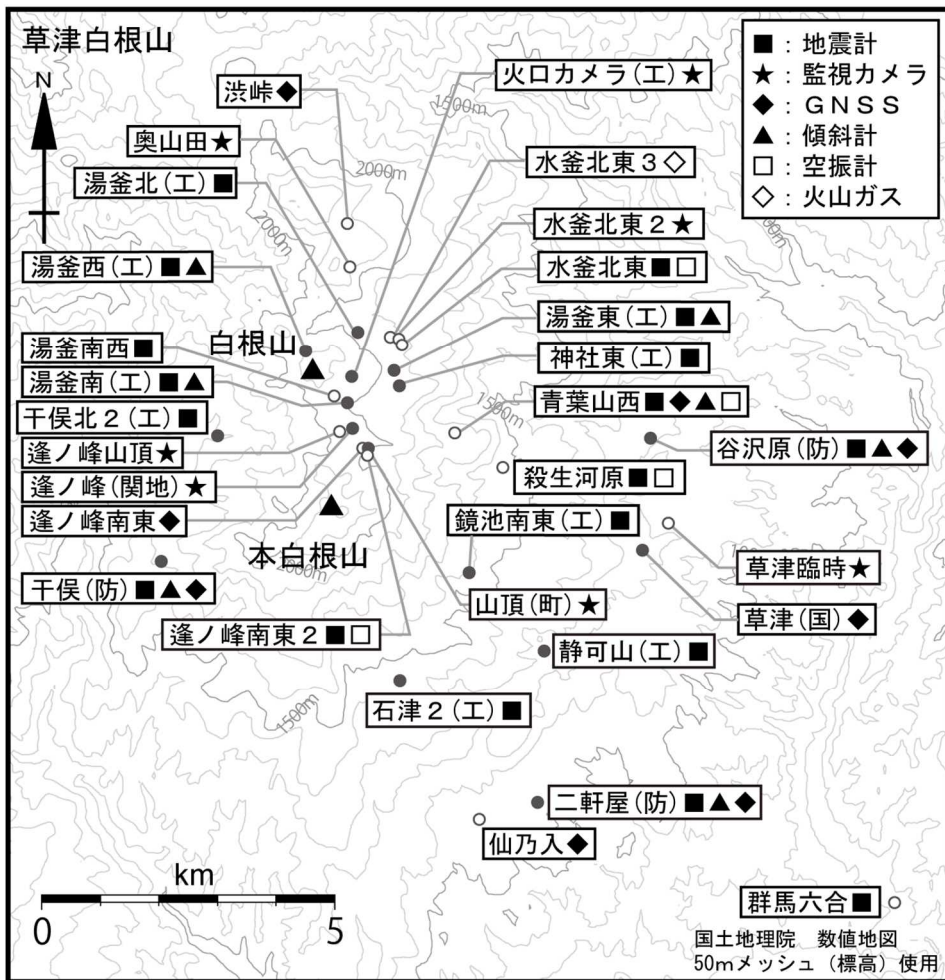 草津白根山
N
■：地震計
★：監視カメラ
◆：ＧＮＳＳ
▲：傾斜計
□：空振計
◇：火山ガス
火口カメラ(工)★
渋峠◆
1500m
奥山田★
2000m
水釜北東３◇
湯釜北(工)■
水釜北東２★
2000m
湯釜西(工)■▲
水釜北東■□
湯釜東(工)■▲
白根山
湯釜南西■
神社東(工)■
湯釜南(工)■▲
青葉山西■◆▲□
1500m
干俣北２(工)■
谷沢原(防)■▲◆
逢ノ峰山頂★
殺生河原■□
逢ノ峰(関地)★
逢ノ峰南東◆
鏡池南東(工)■
本白根山
2000m
草津臨時★
干俣(防)■▲◆
山頂(町)★
草津(国)◆
逢ノ峰南東２■□
静可山(工)■
石津２(工)■
1500m
二軒屋(防)■▲◆
仙乃入◆
km
0 5
群馬六合■
国土地理院　数値地図
50mメッシュ（標高）使用